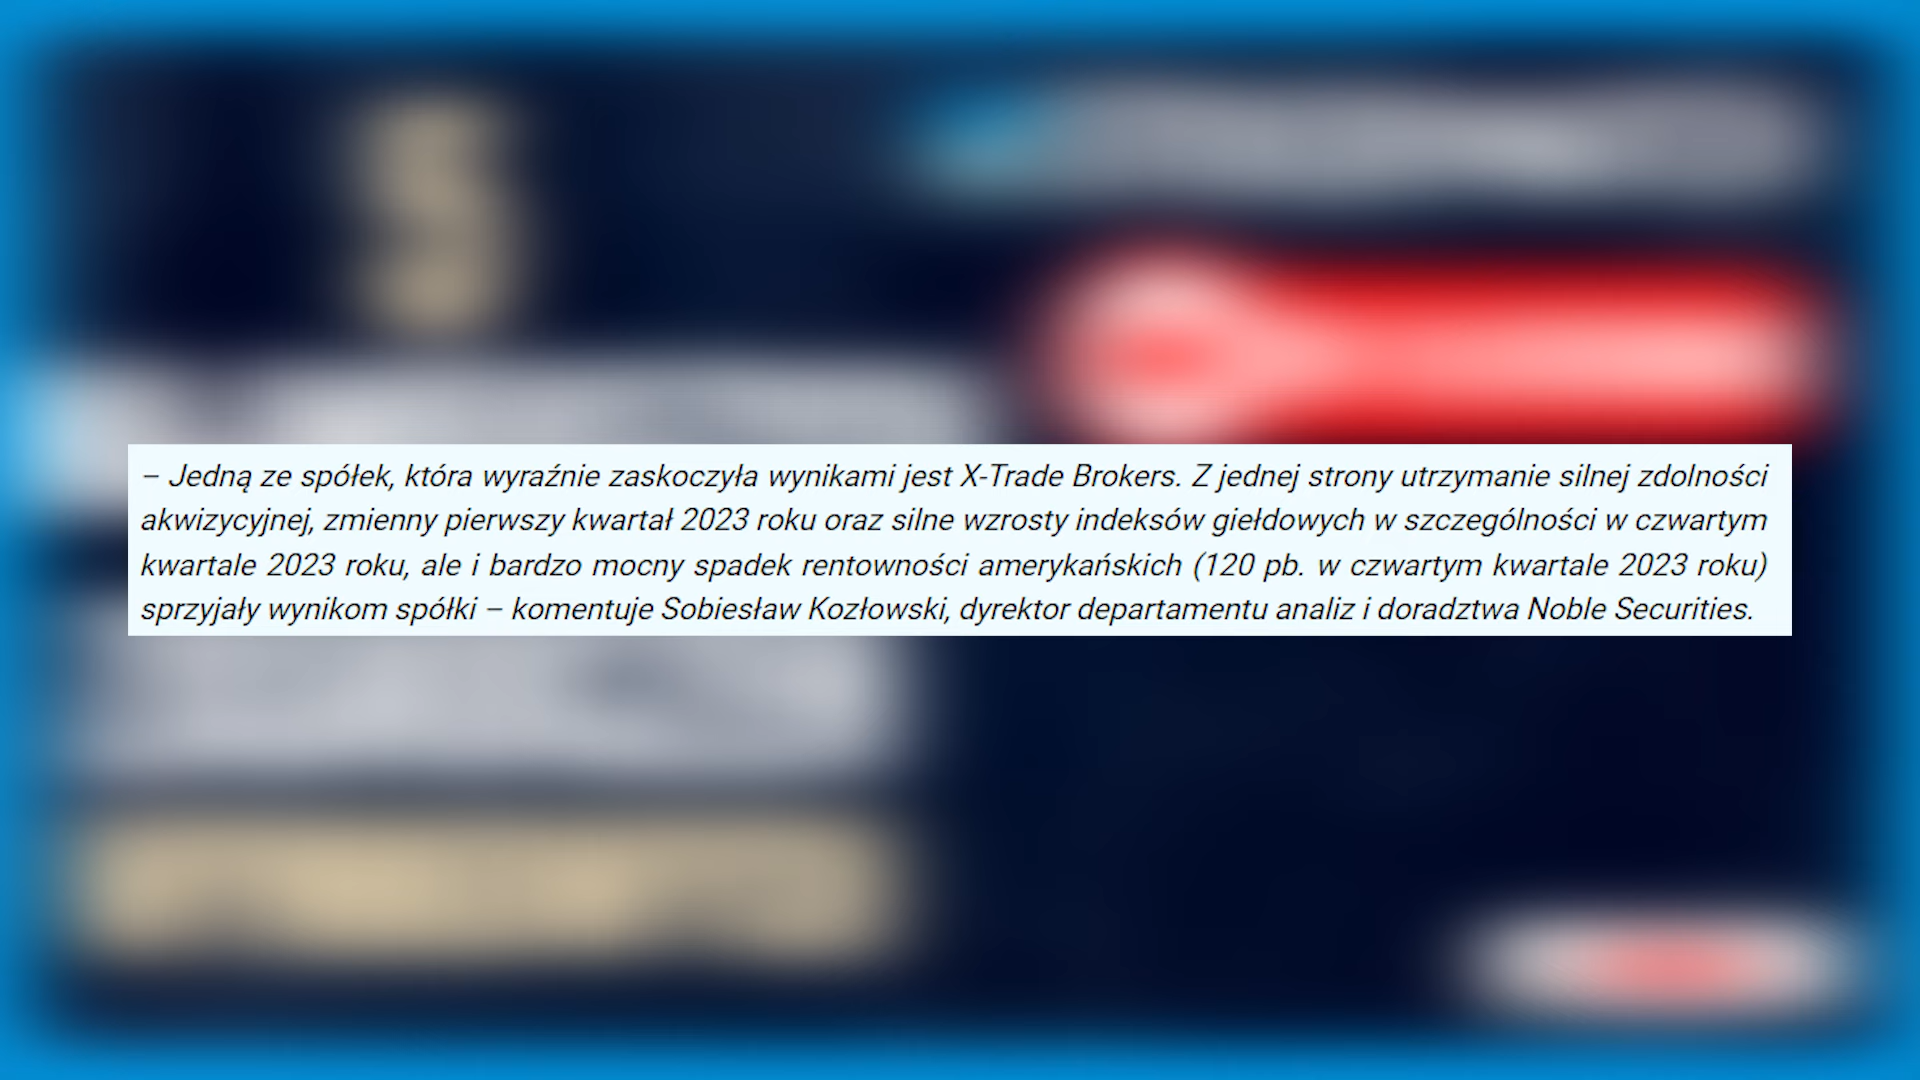 – Jedną ze spółek, która wyraźnie zaskoczyła wynikami jest X-Trade Brokers. Z jednej strony utrzymanie silnej zdolności
akwizycyjnej, zmienny pierwszy kwartał 2023 roku oraz silne wzrosty indeksów giełdowych w szczególności w czwartym
kwartale 2023 roku, ale i bardzo mocny spadek rentowności amerykańskich (120 pb. w czwartym kwartale 2023 roku)
sprzyjały wynikom spółki – komentuje Sobiesław Kozłowski, dyrektor departamentu analiz i doradztwa Noble Securities.